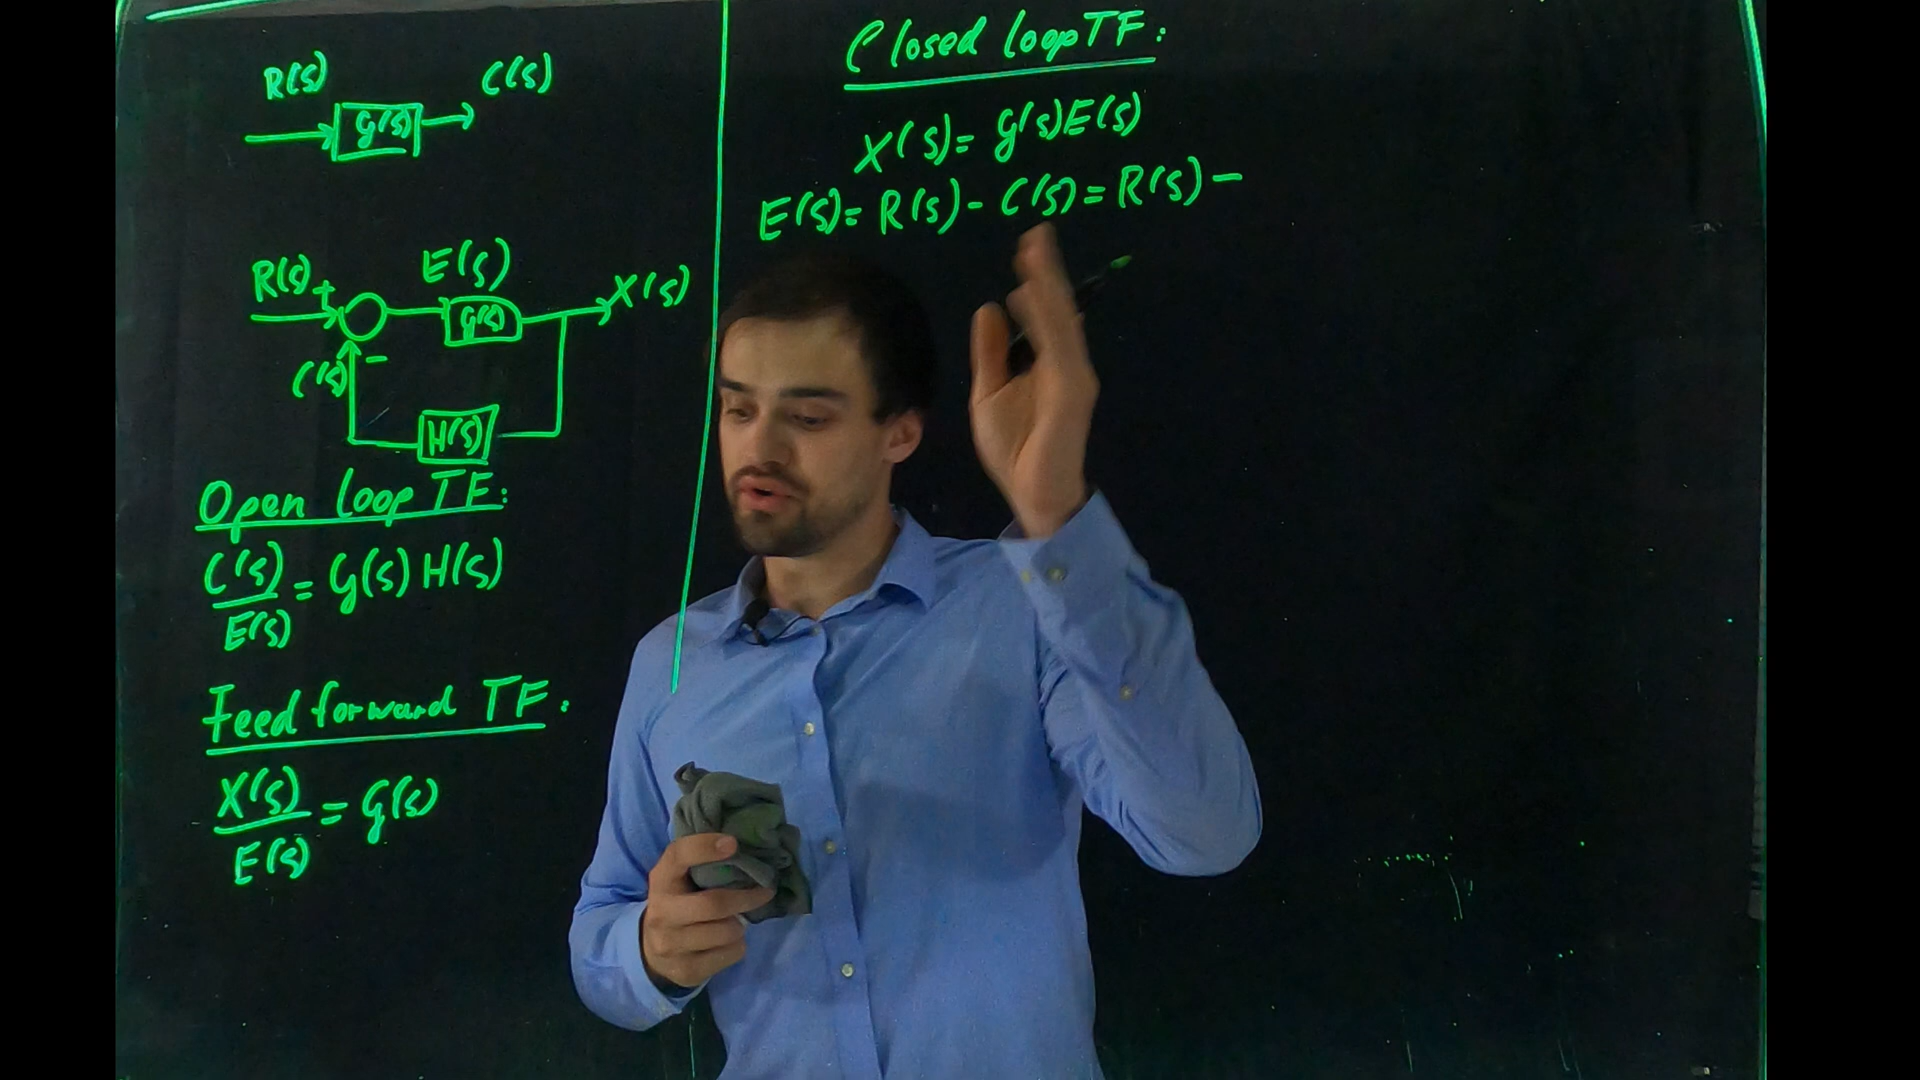 R(s) C(s)
G(s)
R(s) + E(s) X(s)
G(s)
C(s) -
H(s)
Open loop TF:
C(s)/E(s) = G(s) H(s)
Feed forward TF:
X(s)/E(s) = G(s)
Closed loop TF:
X(s) = G(s)E(s)
E(s) = R(s) - C(s) = R(s) -